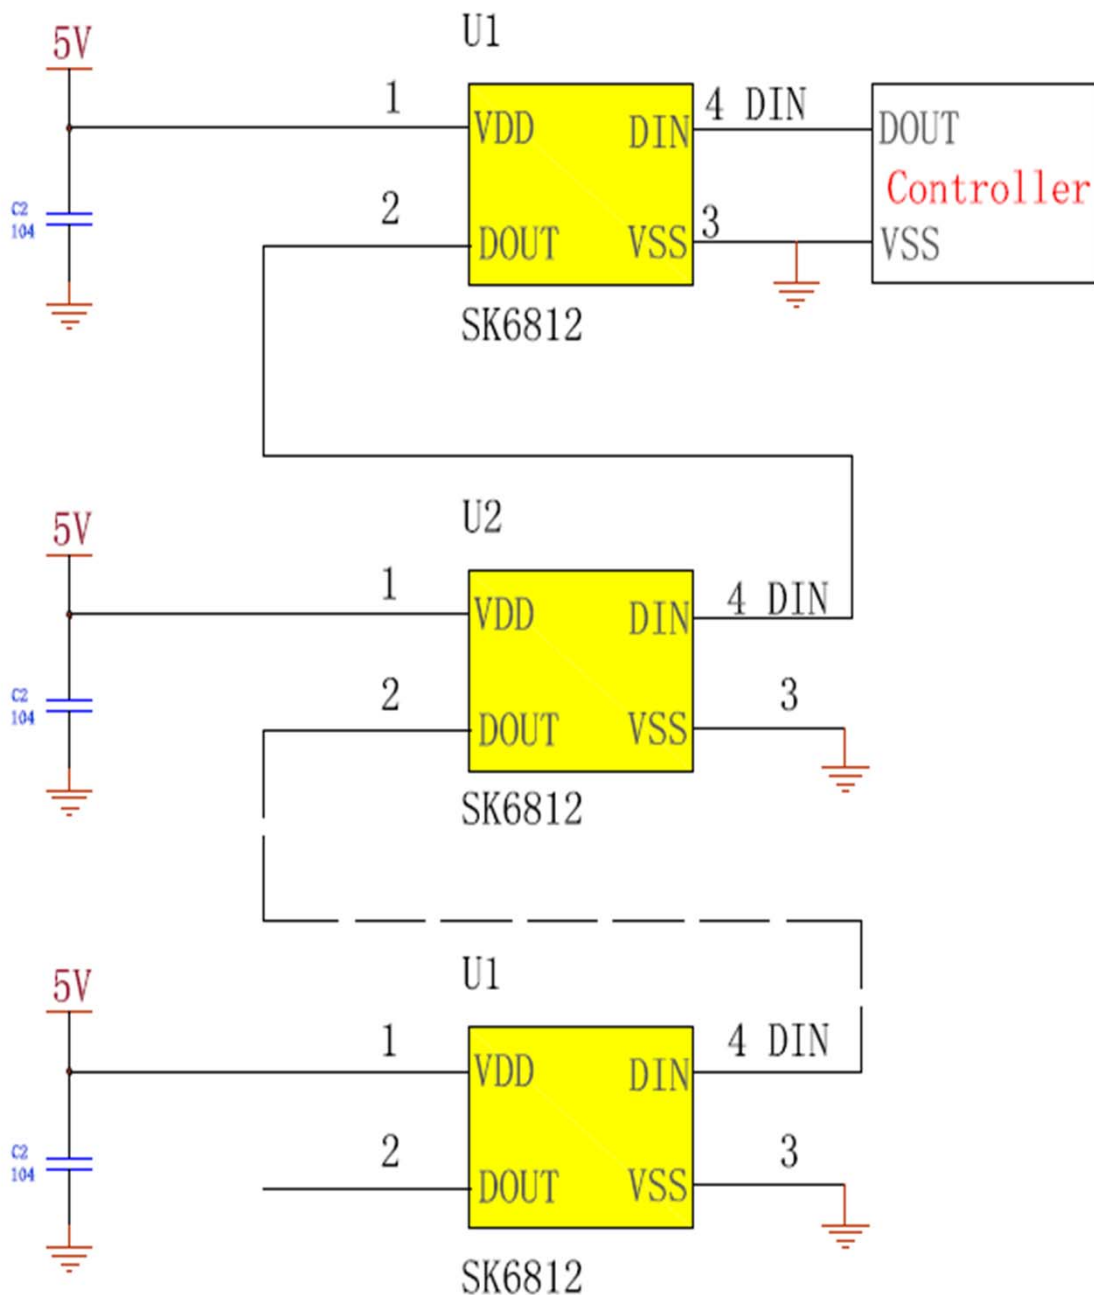 U1
5V
1
4 DIN
VDD
DIN
DOUT
Controller
C2
104
2
3
DOUT
VSS
VSS
SK6812
U2
5V
1
4 DIN
VDD
DIN
C2
104
2
3
DOUT
VSS
SK6812
U1
5V
1
4 DIN
VDD
DIN
C2
104
2
3
DOUT
VSS
SK6812